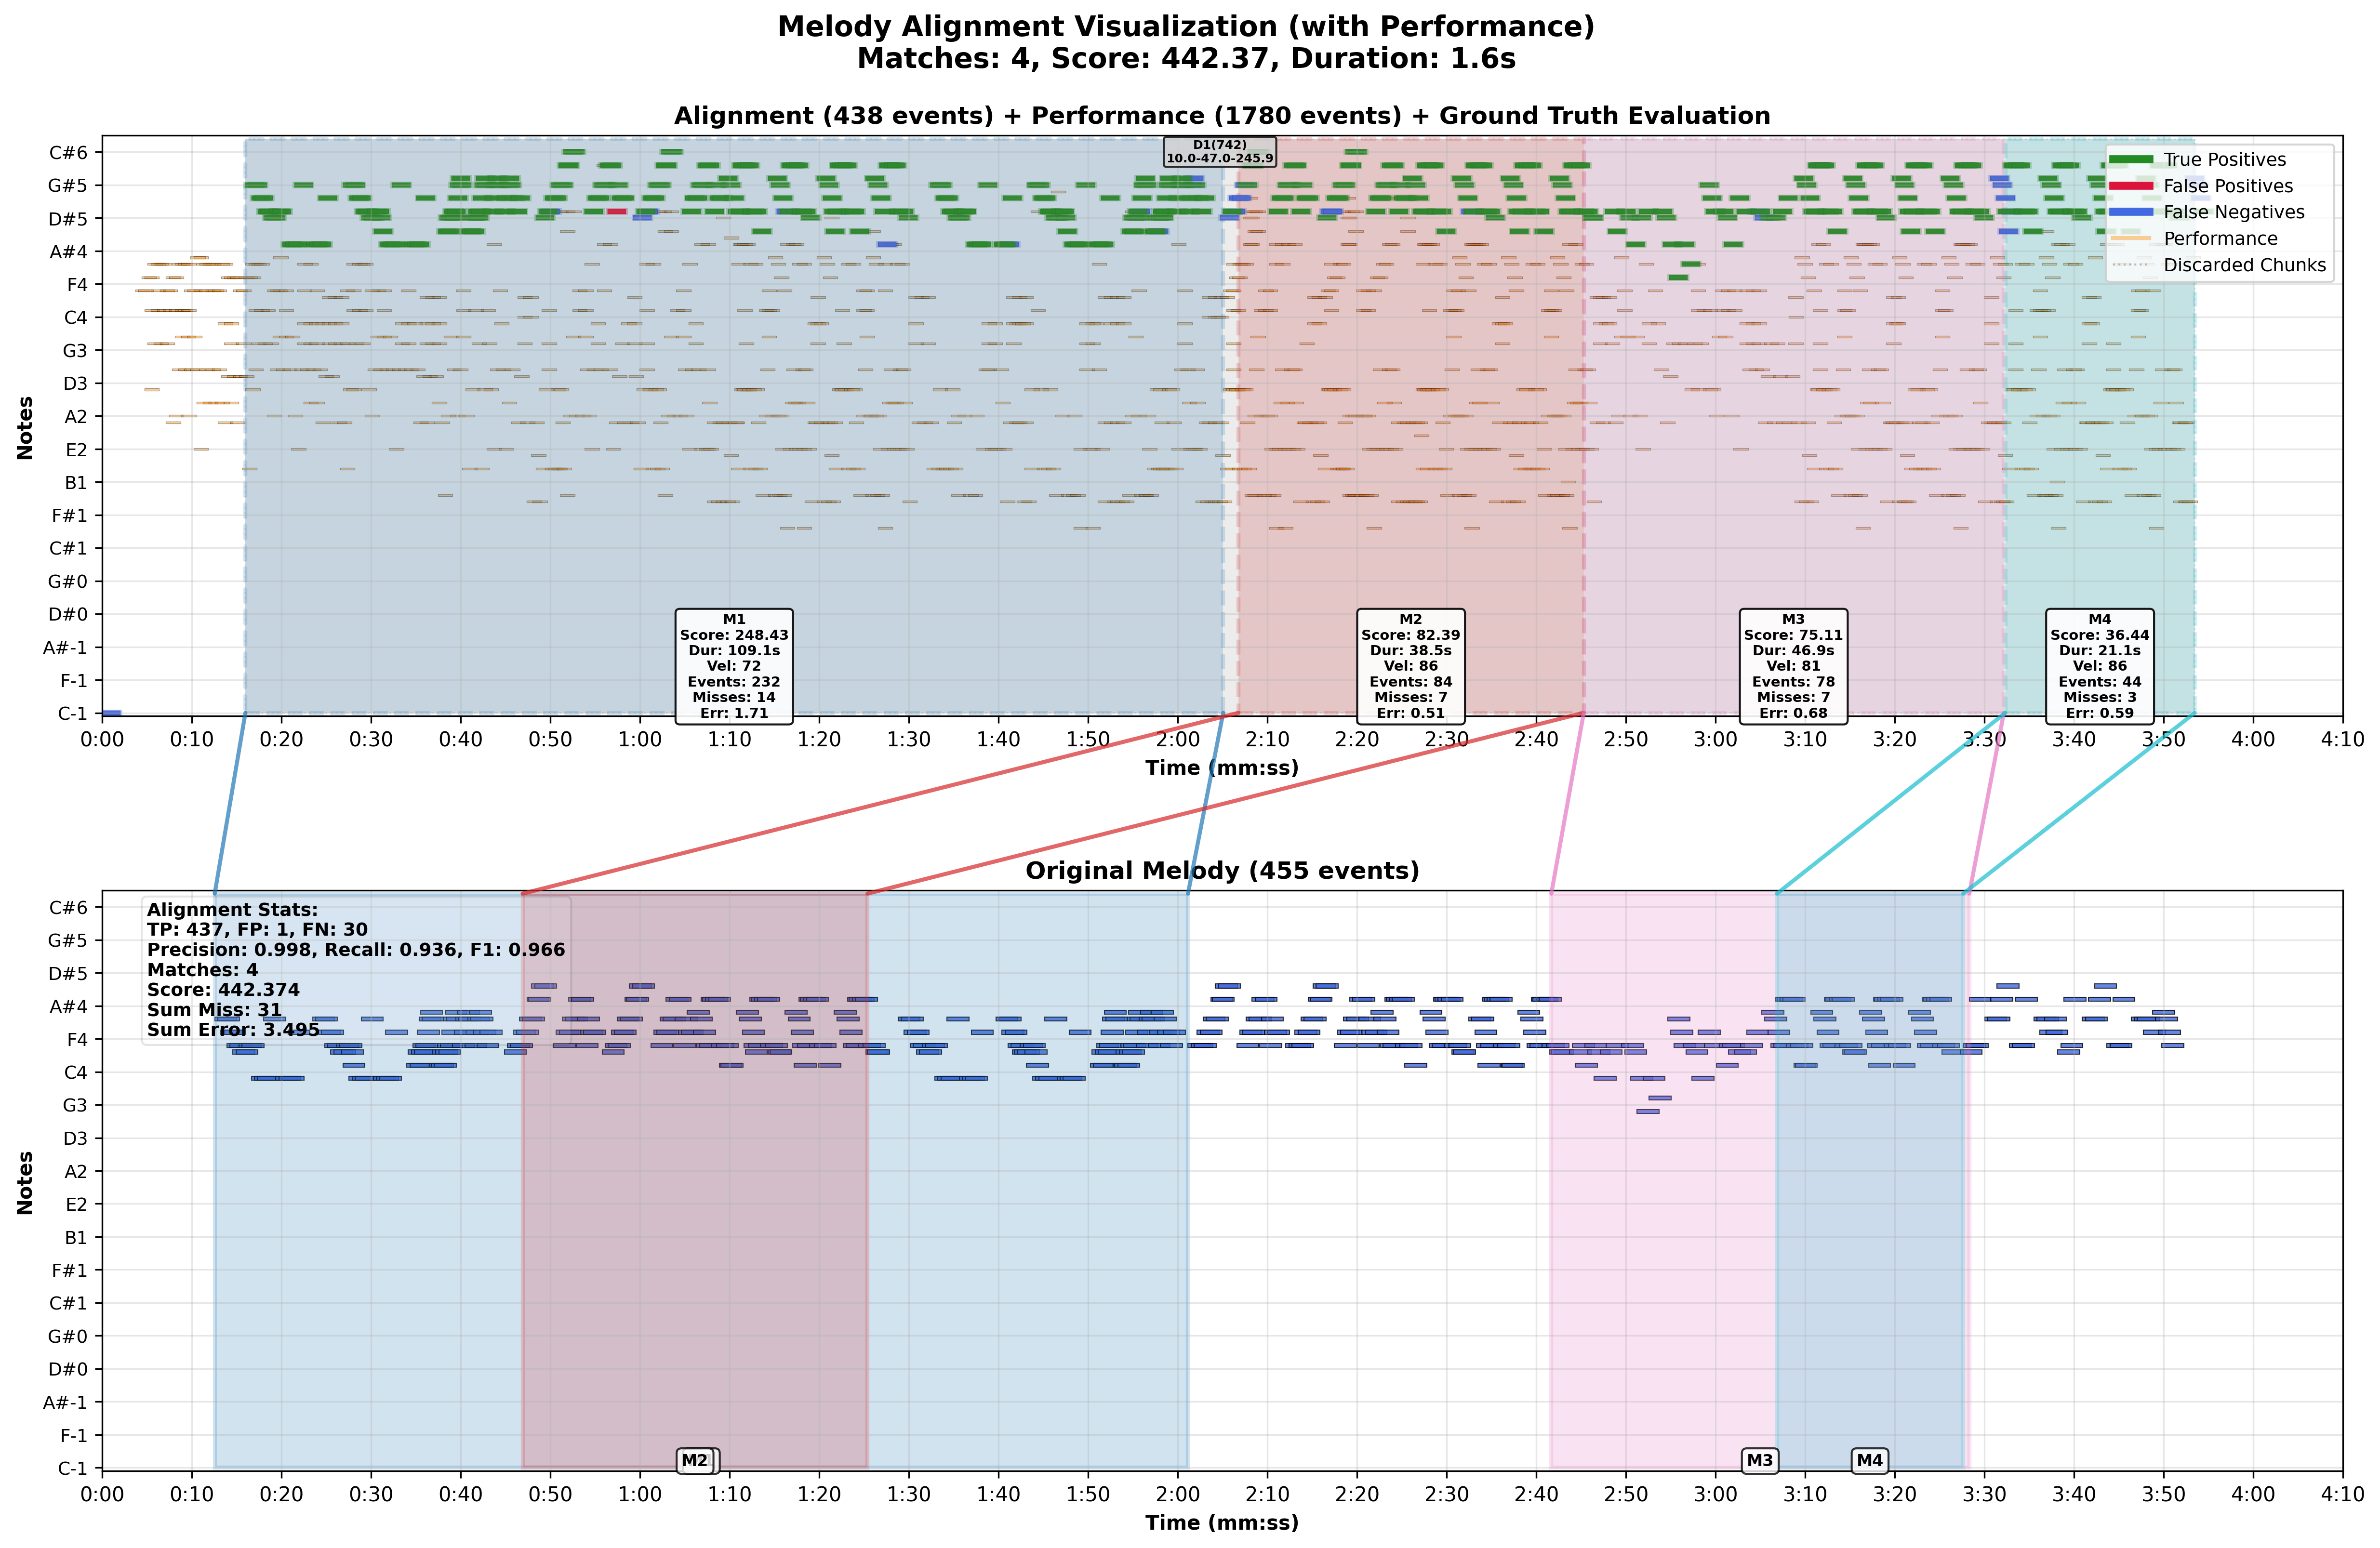 Melody Alignment Visualization (with Performance)
Matches: 4, Score: 442.37, Duration: 1.6s
Alignment (438 events) + Performance (1780 events) + Ground Truth Evaluation
Notes
C#6
G#5
D#5
A#4
F4
C4
G3
D3
A2
E2
B1
F#1
C#1
G#0
D#0
A#-1
F-1
C-1
D1(742)
10.0-47.0-245.9
True Positives
False Positives
False Negatives
Performance
Discarded Chunks
M1
Score: 248.43
Dur: 109.1s
Vel: 72
Events: 232
Misses: 14
Err: 1.71
M2
Score: 82.39
Dur: 38.5s
Vel: 86
Events: 84
Misses: 7
Err: 0.51
M3
Score: 75.11
Dur: 46.9s
Vel: 81
Events: 78
Misses: 7
Err: 0.68
M4
Score: 36.44
Dur: 21.1s
Vel: 86
Events: 44
Misses: 3
Err: 0.59
0:00 0:10 0:20 0:30 0:40 0:50 1:00 1:10 1:20 1:30 1:40 1:50 2:00 2:10 2:20 2:30 2:40 2:50 3:00 3:10 3:20 3:30 3:40 3:50 4:00 4:10
Time (mm:ss)
Original Melody (455 events)
Notes
C#6
G#5
D#5
A#4
F4
C4
G3
D3
A2
E2
B1
F#1
C#1
G#0
D#0
A#-1
F-1
C-1
Alignment Stats:
TP: 437, FP: 1, FN: 30
Precision: 0.998, Recall: 0.936, F1: 0.966
Matches: 4
Score: 442.374
Sum Miss: 31
Sum Error: 3.495
M2
M3
M4
0:00 0:10 0:20 0:30 0:40 0:50 1:00 1:10 1:20 1:30 1:40 1:50 2:00 2:10 2:20 2:30 2:40 2:50 3:00 3:10 3:20 3:30 3:40 3:50 4:00 4:10
Time (mm:ss)